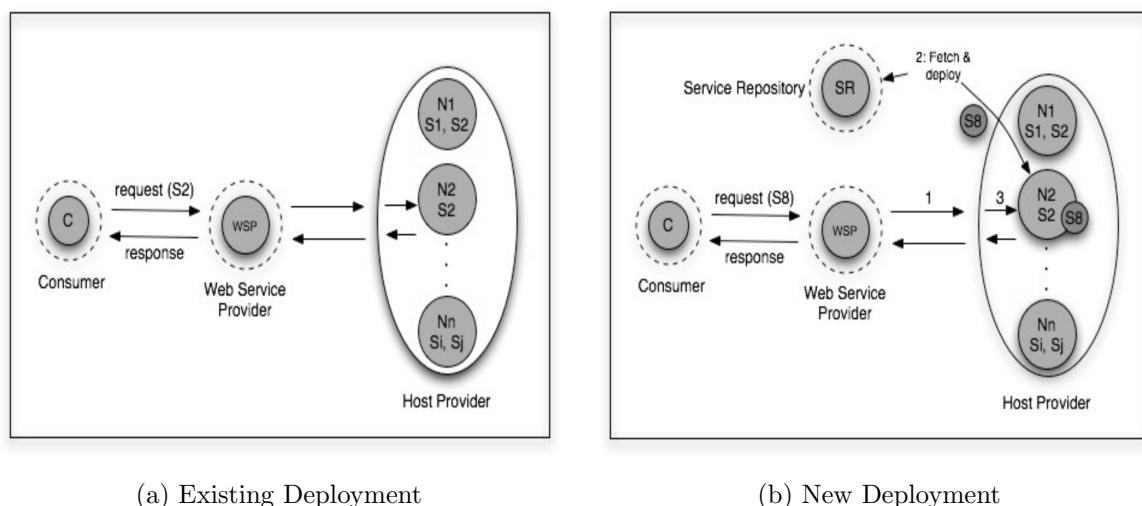 N1
S1, S2
request (S2)
N2
S2
C
WSP
response
Consumer
Web Service
Provider
.
.
.
Nn
Si, Sj
Host Provider
(a) Existing Deployment
2: Fetch &
deploy
Service Repository
SR
S8
N1
S1, S2
request (S8)
1
3
N2
S2
S8
C
WSP
response
Consumer
Web Service
Provider
.
.
.
Nn
Si, Sj
Host Provider
(b) New Deployment